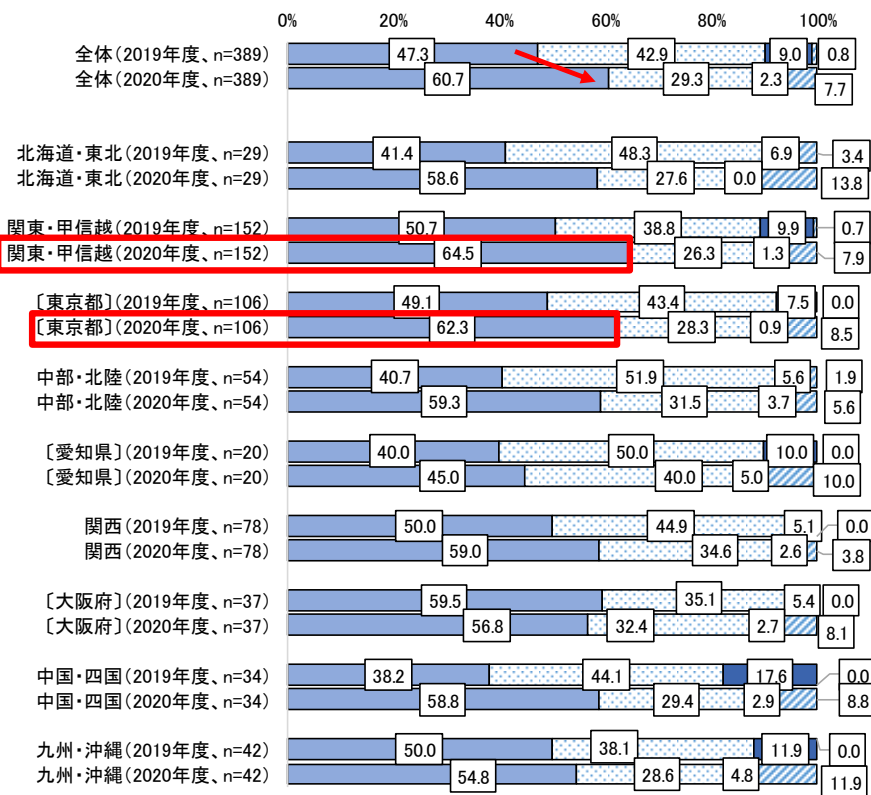 0% 20% 40% 60% 80% 100%
全体(2019年度、n=389) 47.3 42.9 9.0 0.8
全体(2020年度、n=389) 60.7 29.3 2.3 7.7
北海道・東北(2019年度、n=29) 41.4 48.3 6.9 3.4
北海道・東北(2020年度、n=29) 58.6 27.6 0.0 13.8
関東・甲信越(2019年度、n=152) 50.7 38.8 9.9 0.7
関東・甲信越(2020年度、n=152) 64.5 26.3 1.3 7.9
〔東京都〕(2019年度、n=106) 49.1 43.4 7.5 0.0
〔東京都〕(2020年度、n=106) 62.3 28.3 0.9 8.5
中部・北陸(2019年度、n=54) 40.7 51.9 5.6 1.9
中部・北陸(2020年度、n=54) 59.3 31.5 3.7 5.6
〔愛知県〕(2019年度、n=20) 40.0 50.0 10.0 0.0
〔愛知県〕(2020年度、n=20) 45.0 40.0 5.0 10.0
関西(2019年度、n=78) 50.0 44.9 5.1 0.0
関西(2020年度、n=78) 59.0 34.6 2.6 3.8
〔大阪府〕(2019年度、n=37) 59.5 35.1 5.4 0.0
〔大阪府〕(2020年度、n=37) 56.8 32.4 2.7 8.1
中国・四国(2019年度、n=34) 38.2 44.1 17.6 0.0
中国・四国(2020年度、n=34) 58.8 29.4 2.9 8.8
九州・沖縄(2019年度、n=42) 50.0 38.1 11.9 0.0
九州・沖縄(2020年度、n=42) 54.8 28.6 4.8 11.9